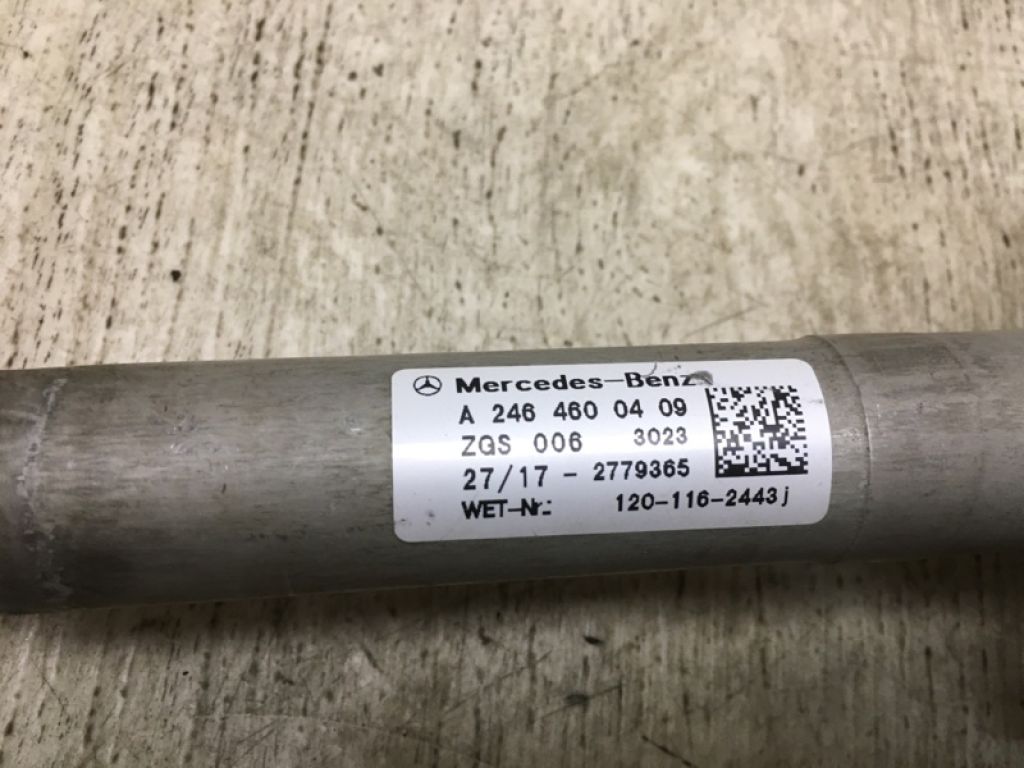 Mercedes-Benz
A 246 460 04 09
ZGS 006 3023
27/17 - 2779365
WET-Nr.: 120-116-2443j